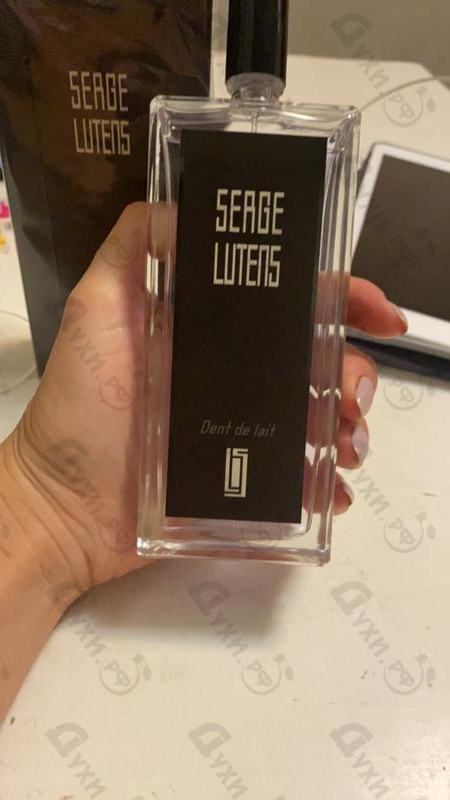 SERGE
LUTENS
SERGE
LUTENS
Dent de lait
Духи.рф